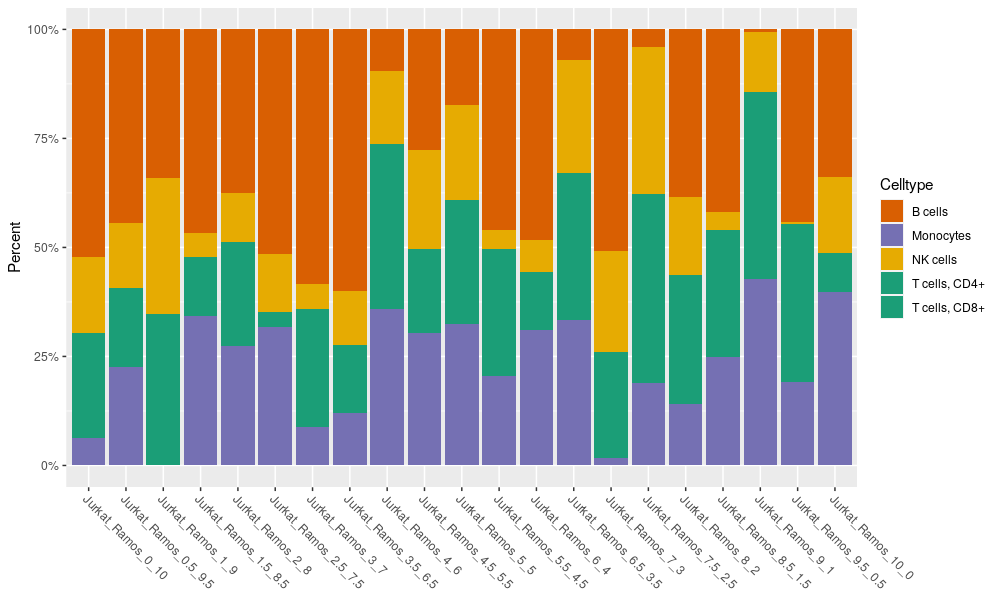 100%
75%
50%
25%
0%
Percent
Jurkat_Ramos_0_10
Jurkat_Ramos_0.5_9.5
Jurkat_Ramos_1_9
Jurkat_Ramos_1.5_8.5
Jurkat_Ramos_2_8
Jurkat_Ramos_2.5_7.5
Jurkat_Ramos_3_7
Jurkat_Ramos_3.5_6.5
Jurkat_Ramos_4_6
Jurkat_Ramos_4.5_5.5
Jurkat_Ramos_5_5
Jurkat_Ramos_5.5_4.5
Jurkat_Ramos_6_4
Jurkat_Ramos_6.5_3.5
Jurkat_Ramos_7_3
Jurkat_Ramos_7.5_2.5
Jurkat_Ramos_8_2
Jurkat_Ramos_8.5_1.5
Jurkat_Ramos_9_1
Jurkat_Ramos_9.5_0.5
Jurkat_Ramos_10_0
Celltype
B cells
Monocytes
NK cells
T cells, CD4+
T cells, CD8+